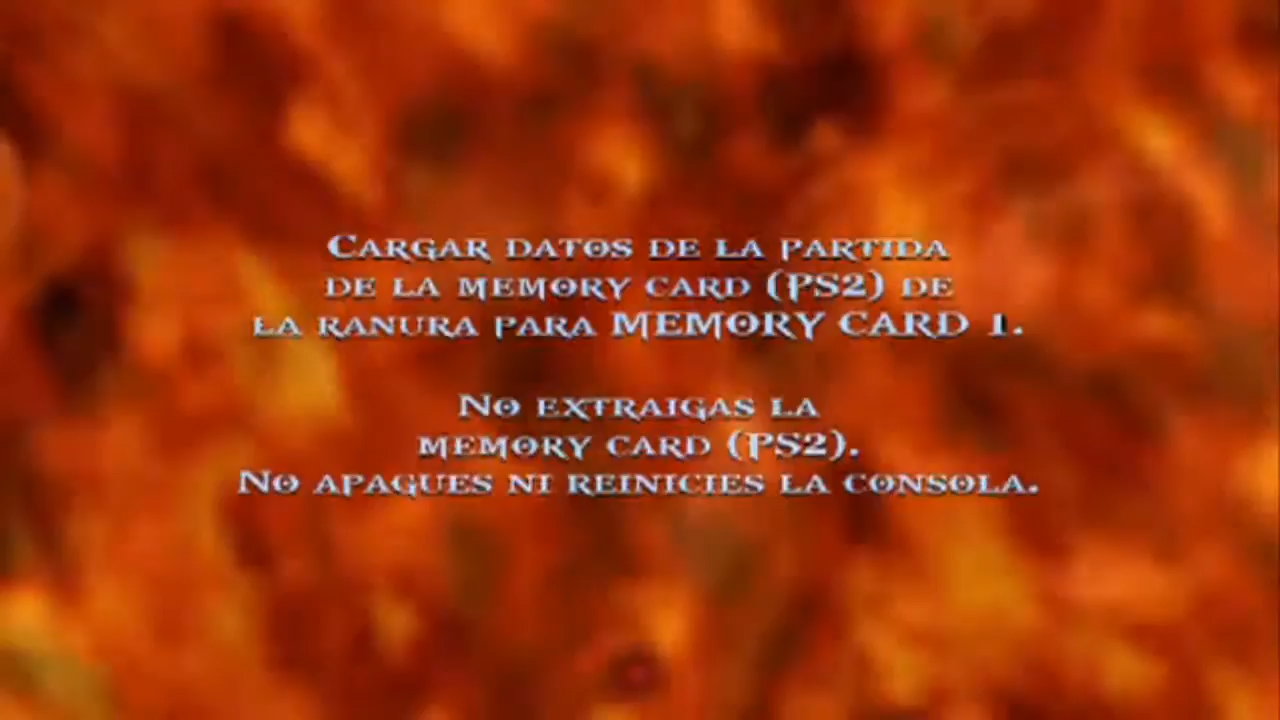 Cargar datos de la partida
de la memory card (PS2) de
la ranura para MEMORY CARD 1.
No extraigas la
memory card (PS2).
No apagues ni reinicies la consola.